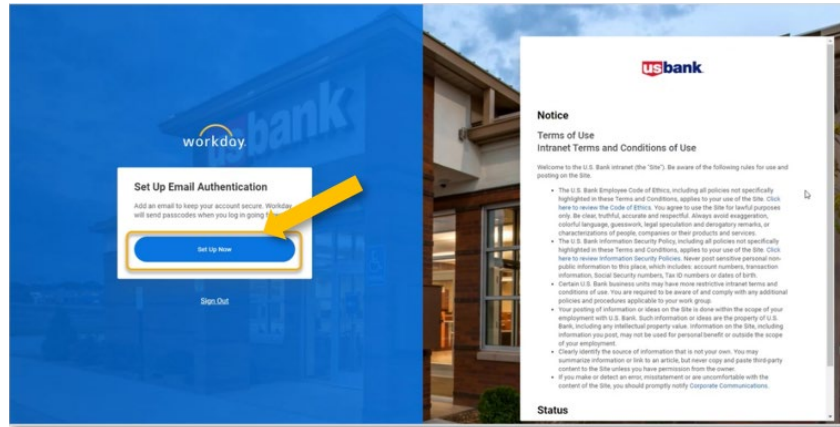 usbank
workday.
Set Up Email Authentication
Add an email to keep your account secure. Workday
will send passcodes when you log in going
Set Up Now
Sign Out
usbank
Notice
Terms of Use
Intranet Terms and Conditions of Use
Welcome to the U.S. Bank intranet (the "Site"). Be aware of the following rules for use and
posting on the Site.
• The U.S. Bank Employee Code of Ethics, including all policies not specifically
highlighted in these Terms and Conditions, applies to your use of the Site. Click
here to review the Code of Ethics. You agree to use the Site for lawful purposes
only. Be clear, truthful, accurate and respectful. Always avoid exaggeration,
colorful language, guesswork, legal speculation and derogatory remarks, or
characterizations of people, companies or their products and services.
• The U.S. Bank Information Security Policy, including all policies not specifically
highlighted in these Terms and Conditions, applies to your use of the Site. Click
here to review Information Security Policies. Never post sensitive personal non-
public information to this place, which includes: account numbers, transaction
information, Social Security numbers, Tax ID numbers or dates of birth.
• Certain U.S. Bank business units may have more restrictive intranet terms and
conditions of use. You are required to be aware of and comply with any additional
policies and procedures applicable to your work group.
• Your posting of information or ideas on the Site is done within the scope of your
employment with U.S. Bank. Such information or ideas are the property of U.S.
Bank, including any intellectual property value. Information on the Site, including
information you post, may not be used for personal benefit or outside the scope
of your employment.
• Clearly identify the source of information that is not your own. You may
summarize information or link to an article, but never copy and paste third-party
content to the Site unless you have permission from the owner.
• If you make or detect an error, misstatement or are uncomfortable with the
content of the Site, you should promptly notify Corporate Communications.
Status